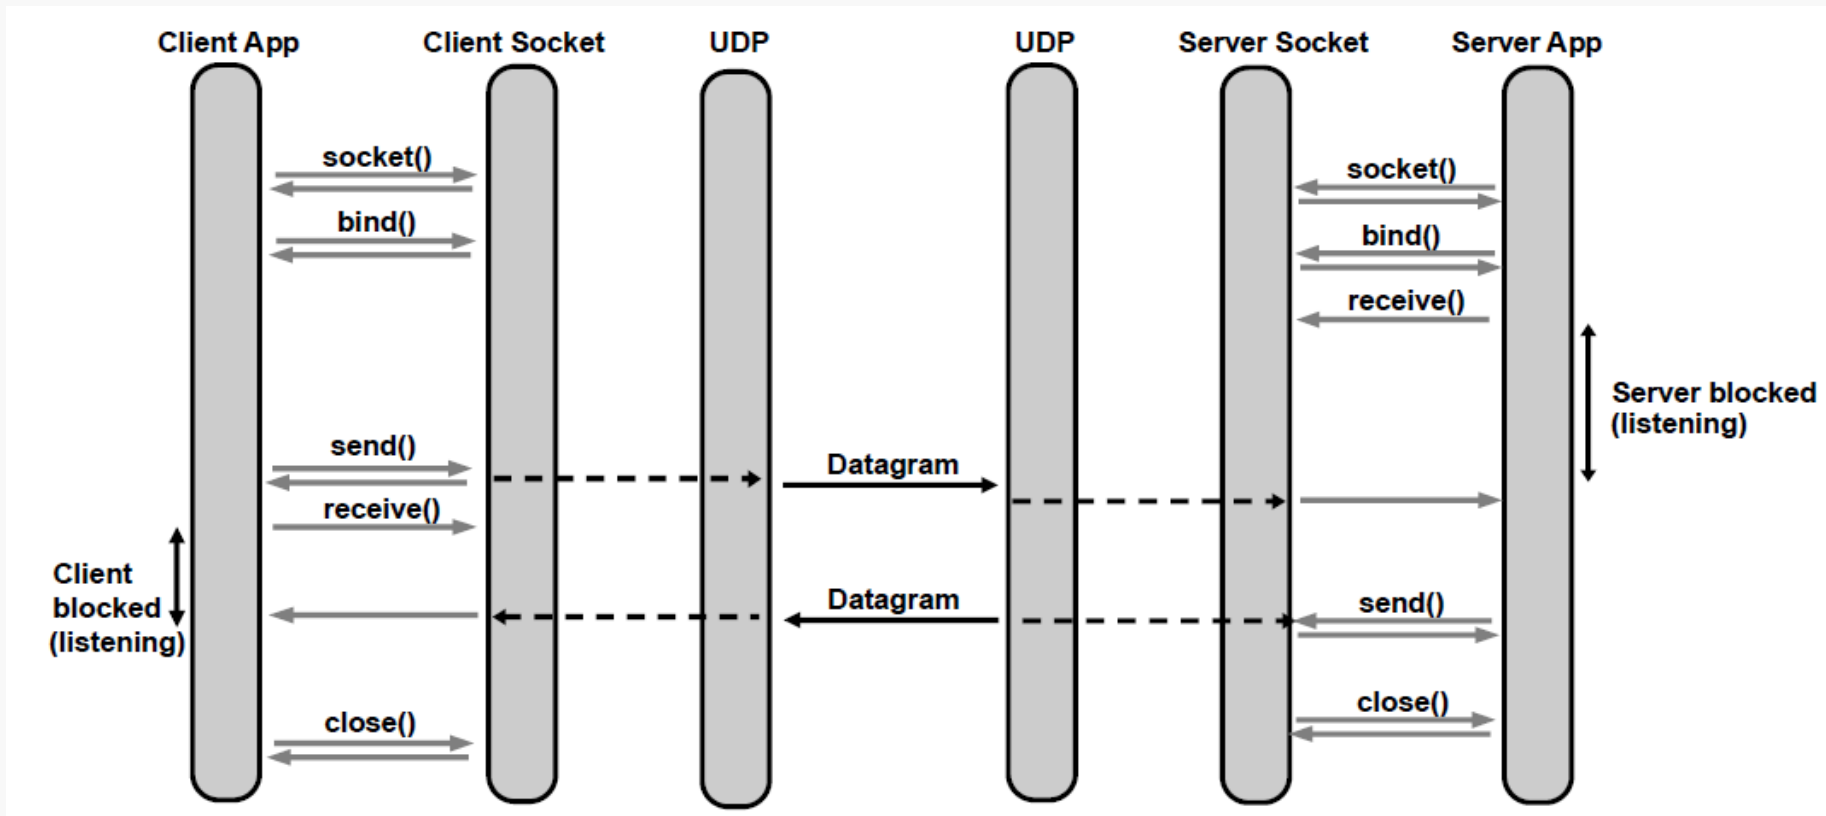 Client App
Client Socket
UDP
UDP
Server Socket
Server App
socket()
socket()
bind()
bind()
receive()
Server blocked
(listening)
send()
Datagram
receive()
Client
blocked
(listening)
Datagram
send()
close()
close()